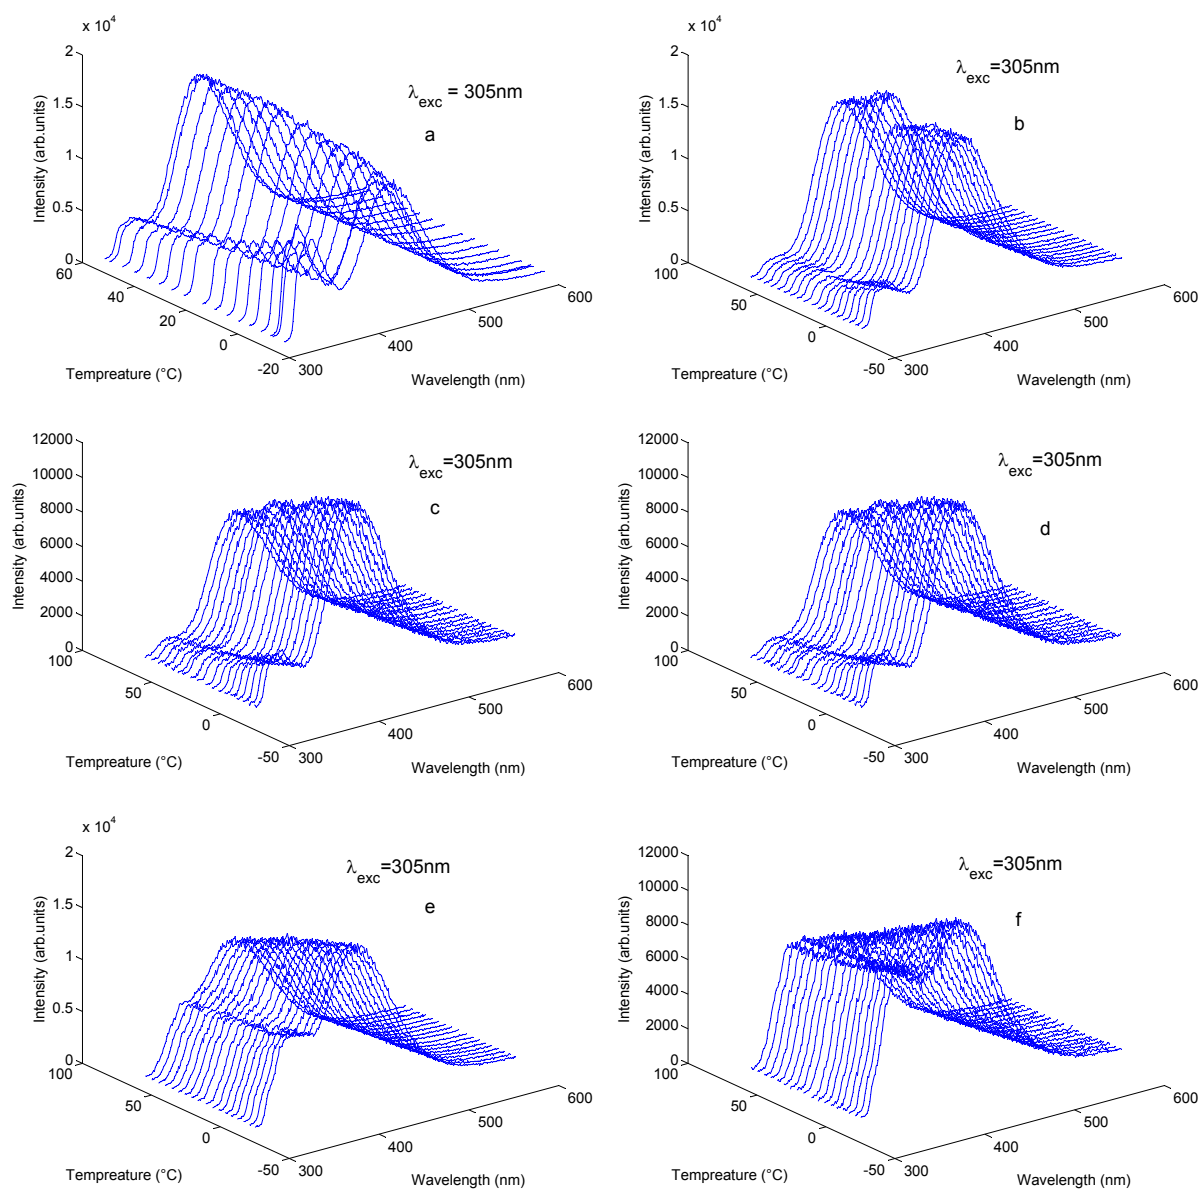 x 10⁴
2
1.5
1
0.5
0
Intensity (arb.units)
60
40
20
0
-20
Tempreature (°C)
300
400
500
600
Wavelength (nm)
λexc = 305nm
a
x 10⁴
2
1.5
1
0.5
0
Intensity (arb.units)
100
50
0
-50
Tempreature (°C)
300
400
500
600
Wavelength (nm)
λexc=305nm
b
12000
10000
8000
6000
4000
2000
0
Intensity (arb.units)
100
50
0
-50
Tempreature (°C)
300
400
500
600
Wavelength (nm)
λexc=305nm
c
12000
10000
8000
6000
4000
2000
0
Intensity (arb.units)
100
50
0
-50
Tempreature (°C)
300
400
500
600
Wavelength (nm)
λexc=305nm
d
x 10⁴
2
1.5
1
0.5
0
Intensity (arb.units)
100
50
0
-50
Tempreature (°C)
300
400
500
600
Wavelength (nm)
λexc=305nm
e
12000
10000
8000
6000
4000
2000
0
Intensity (arb.units)
100
50
0
-50
Tempreature (°C)
300
400
500
600
Wavelength (nm)
λexc=305nm
f